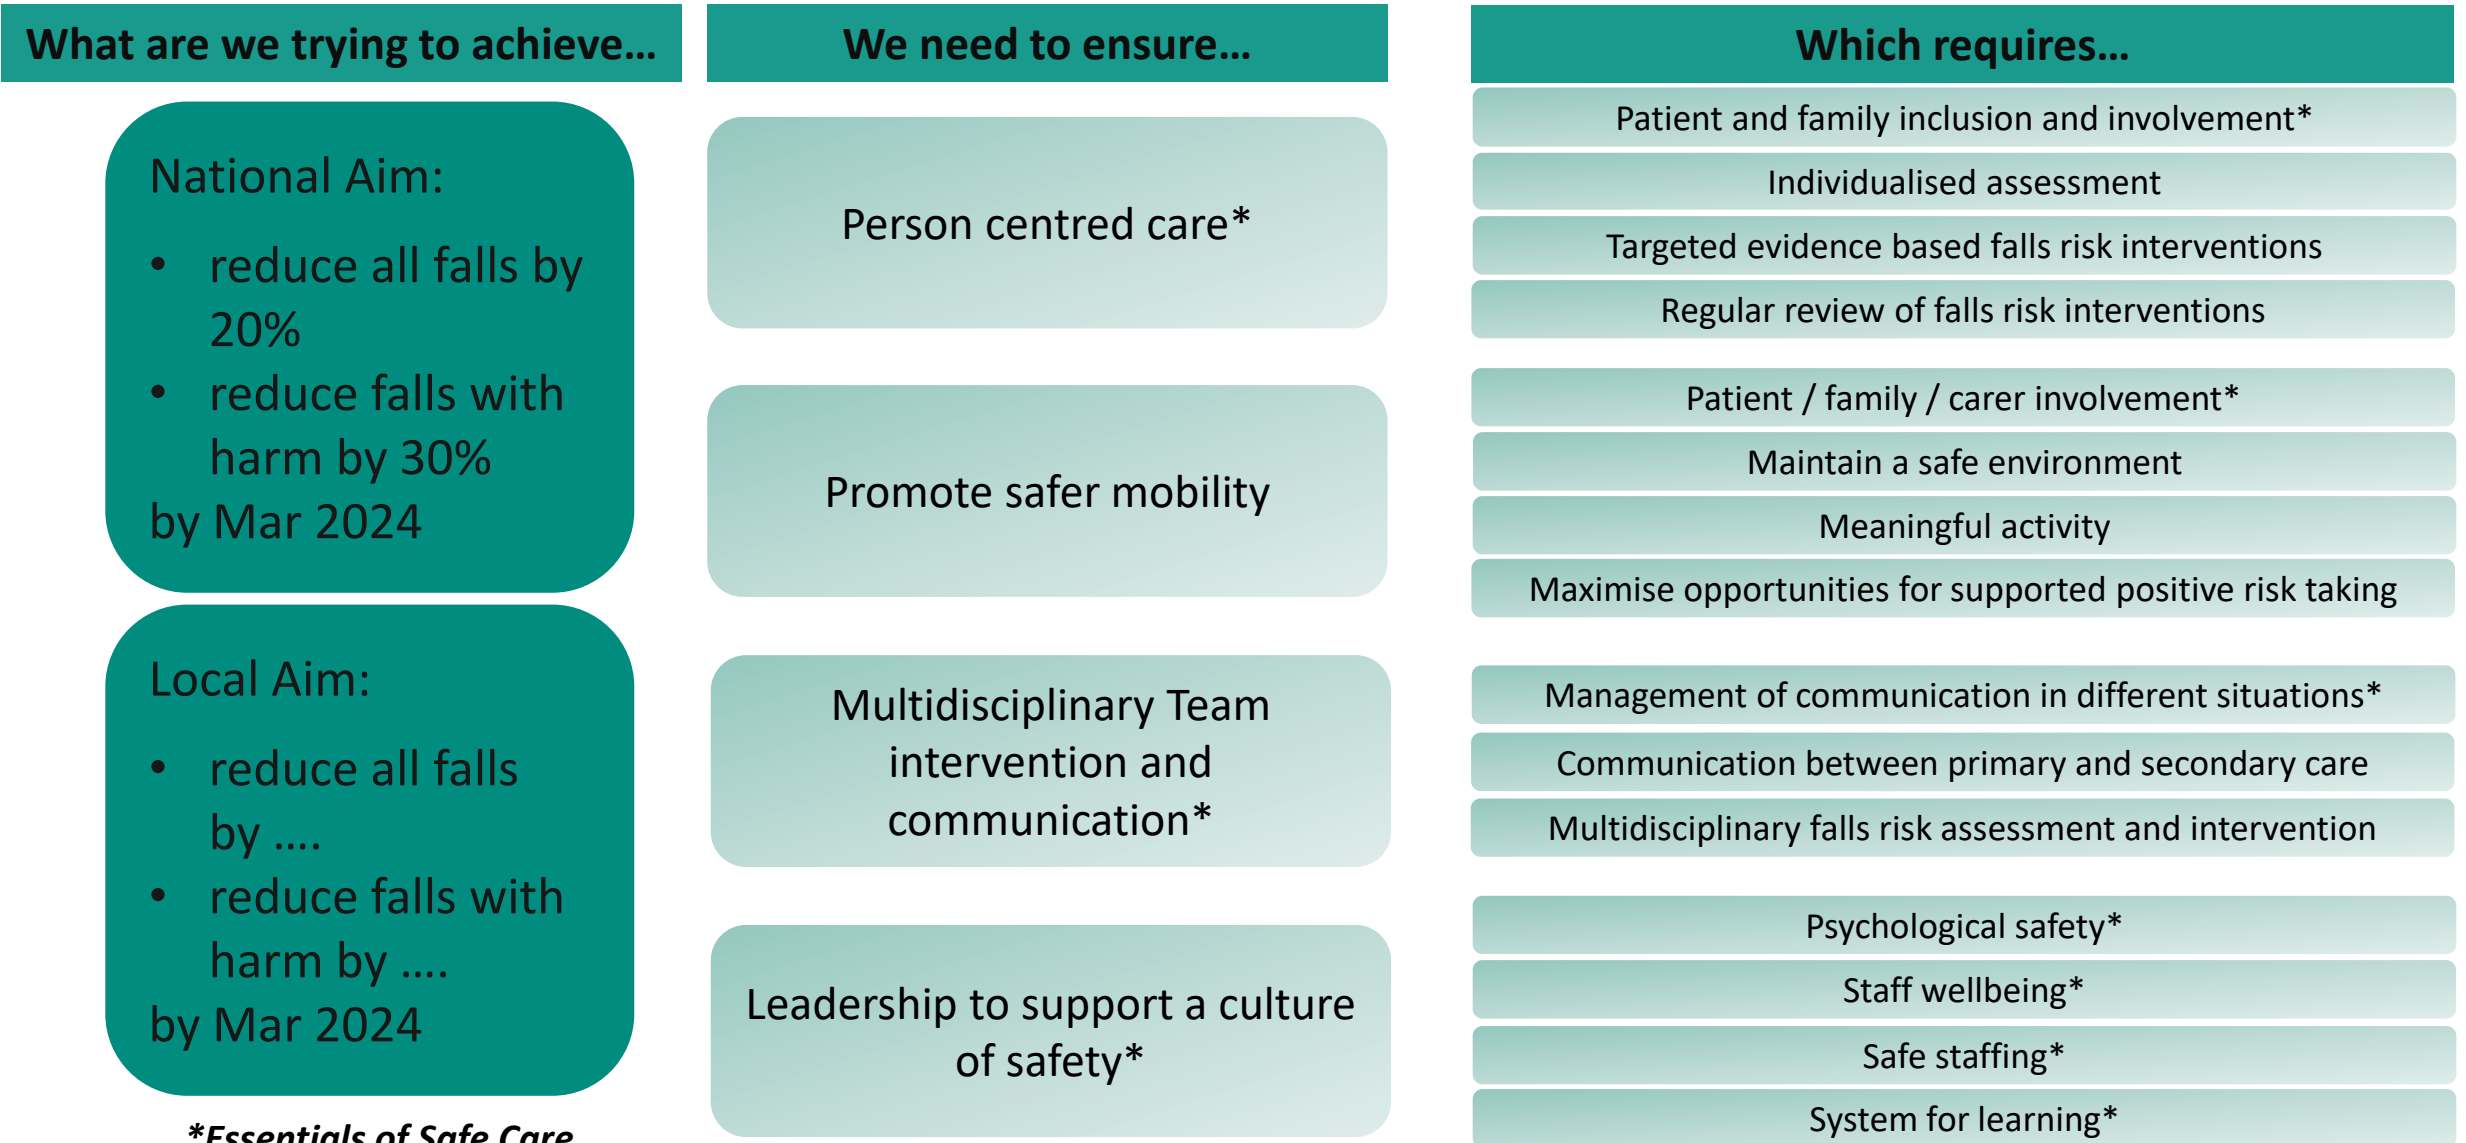 What are we trying to achieve…
National Aim:
• reduce all falls by
20%
• reduce falls with
harm by 30%
by Mar 2024
Local Aim:
• reduce all falls
by ….
• reduce falls with
harm by ….
by Mar 2024
*Essentials of Safe Care
We need to ensure…
Person centred care*
Promote safer mobility
Multidisciplinary Team
intervention and
communication*
Leadership to support a culture
of safety*
Which requires…
Patient and family inclusion and involvement*
Individualised assessment
Targeted evidence based falls risk interventions
Regular review of falls risk interventions
Patient / family / carer involvement*
Maintain a safe environment
Meaningful activity
Maximise opportunities for supported positive risk taking
Management of communication in different situations*
Communication between primary and secondary care
Multidisciplinary falls risk assessment and intervention
Psychological safety*
Staff wellbeing*
Safe staffing*
System for learning*